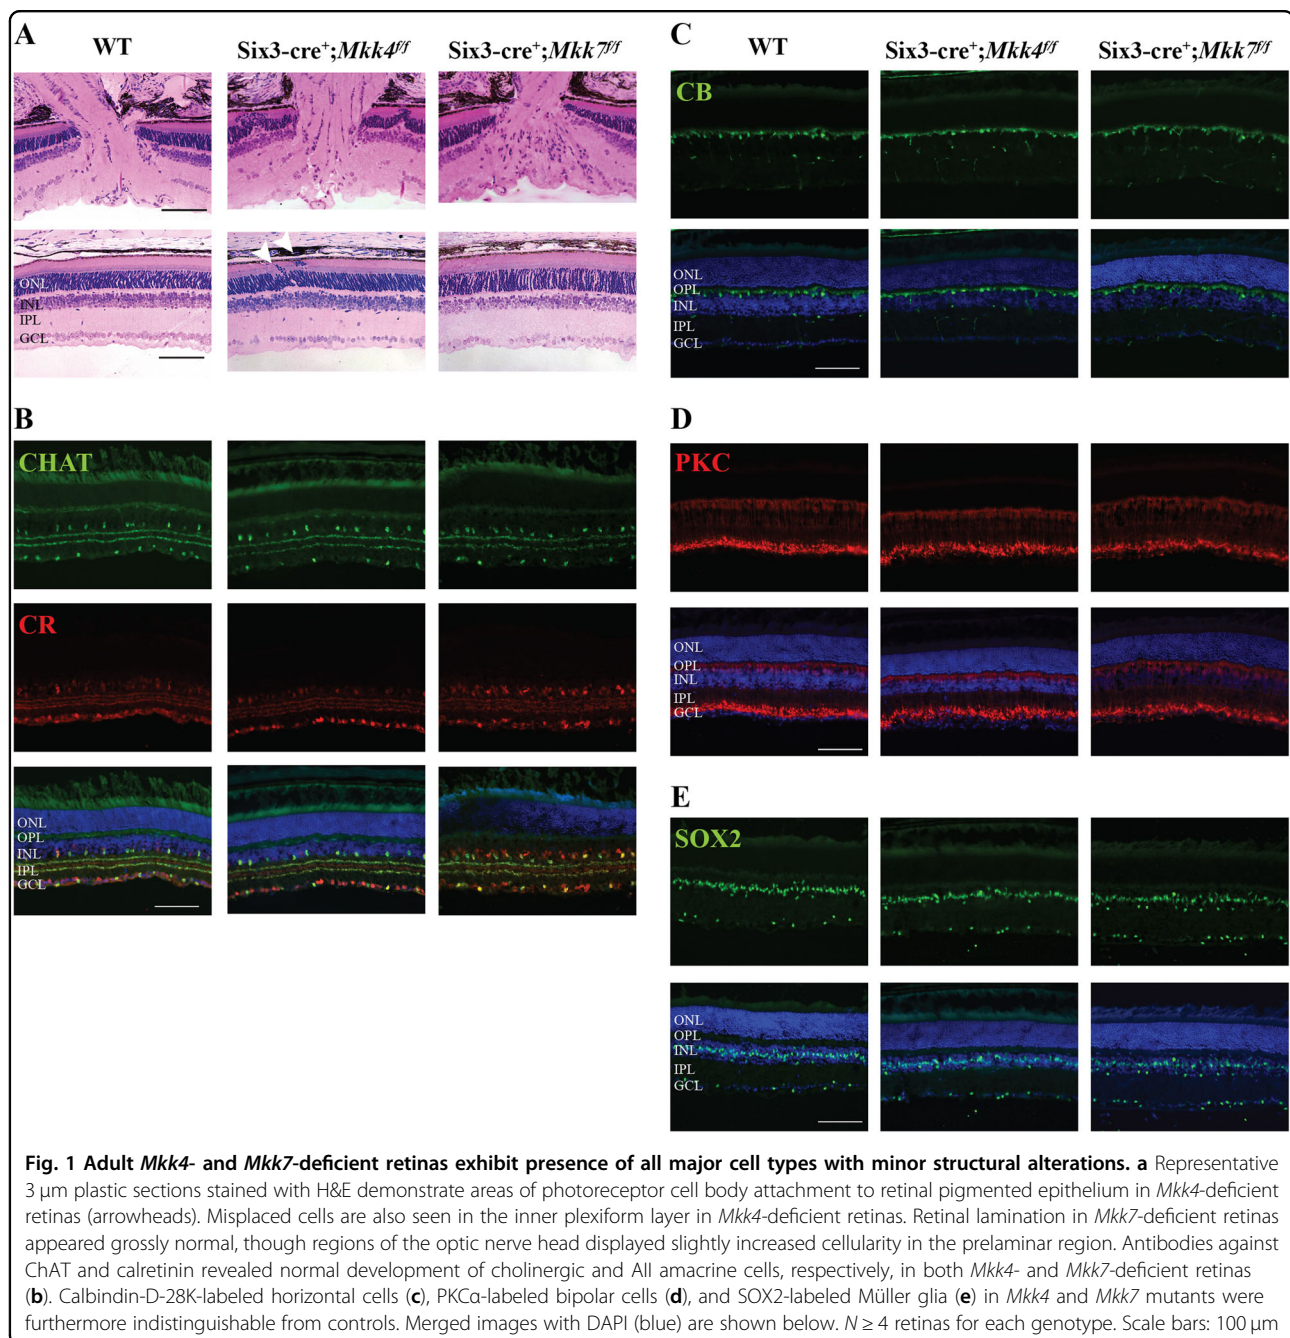 A
WT
Six3-cre+;Mkk4f/f
Six3-cre+;Mkk7f/f
ONL
INL
IPL
GCL
B
CHAT
CR
ONL
OPL
INL
IPL
GCL
C
WT
Six3-cre+;Mkk4f/f
Six3-cre+;Mkk7f/f
CB
ONL
OPL
INL
IPL
GCL
D
PKC
ONL
OPL
INL
IPL
GCL
E
SOX2
ONL
OPL
INL
IPL
GCL
Fig. 1 Adult Mkk4- and Mkk7-deficient retinas exhibit presence of all major cell types with minor structural alterations. a Representative
3 µm plastic sections stained with H&E demonstrate areas of photoreceptor cell body attachment to retinal pigmented epithelium in Mkk4-deficient
retinas (arrowheads). Misplaced cells are also seen in the inner plexiform layer in Mkk4-deficient retinas. Retinal lamination in Mkk7-deficient retinas
appeared grossly normal, though regions of the optic nerve head displayed slightly increased cellularity in the prelaminar region. Antibodies against
ChAT and calretinin revealed normal development of cholinergic and AII amacrine cells, respectively, in both Mkk4- and Mkk7-deficient retinas
(b). Calbindin-D-28K-labeled horizontal cells (c), PKCα-labeled bipolar cells (d), and SOX2-labeled Müller glia (e) in Mkk4 and Mkk7 mutants were
furthermore indistinguishable from controls. Merged images with DAPI (blue) are shown below. N ≥ 4 retinas for each genotype. Scale bars: 100 µm